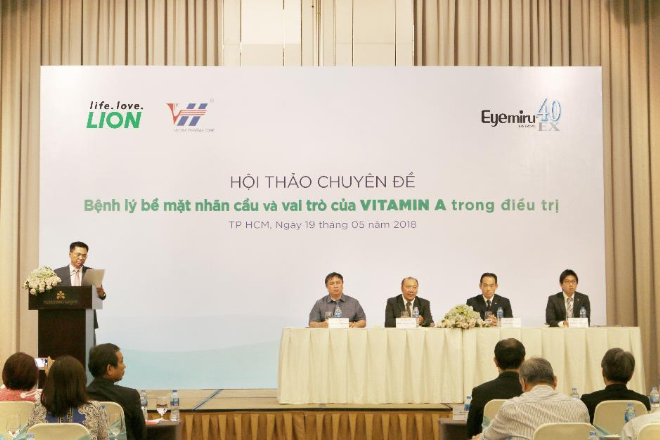 life.love.
LION
VH
Eyemiru 40
EX
HỘI THẢO CHUYÊN ĐỀ
Bệnh lý bề mặt nhãn cầu và vai trò của VITAMIN A trong điều trị
TP HCM, Ngày 19 tháng 05 năm 2018